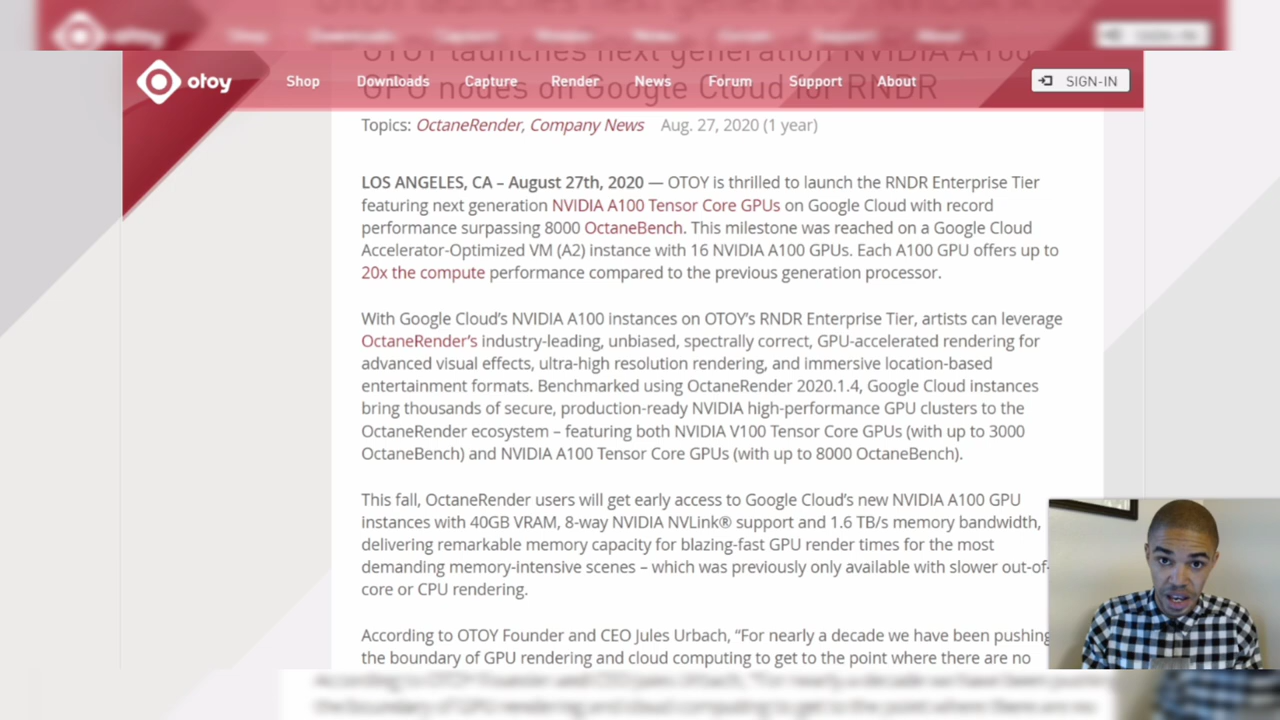 otoy
Shop
Downloads
Capture
Render
News
Forum
Support
About
SIGN-IN
OTOY launches next generation NVIDIA A100
GPU nodes on Google Cloud for RNDR
Topics: OctaneRender, Company News Aug. 27, 2020 (1 year)
LOS ANGELES, CA – August 27th, 2020 — OTOY is thrilled to launch the RNDR Enterprise Tier
featuring next generation NVIDIA A100 Tensor Core GPUs on Google Cloud with record
performance surpassing 8000 OctaneBench. This milestone was reached on a Google Cloud
Accelerator-Optimized VM (A2) instance with 16 NVIDIA A100 GPUs. Each A100 GPU offers up to
20x the compute performance compared to the previous generation processor.
With Google Cloud's NVIDIA A100 instances on OTOY's RNDR Enterprise Tier, artists can leverage
OctaneRender's industry-leading, unbiased, spectrally correct, GPU-accelerated rendering for
advanced visual effects, ultra-high resolution rendering, and immersive location-based
entertainment formats. Benchmarked using OctaneRender 2020.1.4, Google Cloud instances
bring thousands of secure, production-ready NVIDIA high-performance GPU clusters to the
OctaneRender ecosystem – featuring both NVIDIA V100 Tensor Core GPUs (with up to 3000
OctaneBench) and NVIDIA A100 Tensor Core GPUs (with up to 8000 OctaneBench).
This fall, OctaneRender users will get early access to Google Cloud's new NVIDIA A100 GPU
instances with 40GB VRAM, 8-way NVIDIA NVLink® support and 1.6 TB/s memory bandwidth,
delivering remarkable memory capacity for blazing-fast GPU render times for the most
demanding memory-intensive scenes – which was previously only available with slower out-of-
core or CPU rendering.
According to OTOY Founder and CEO Jules Urbach, “For nearly a decade we have been pushing
the boundary of GPU rendering and cloud computing to get to the point where there are no